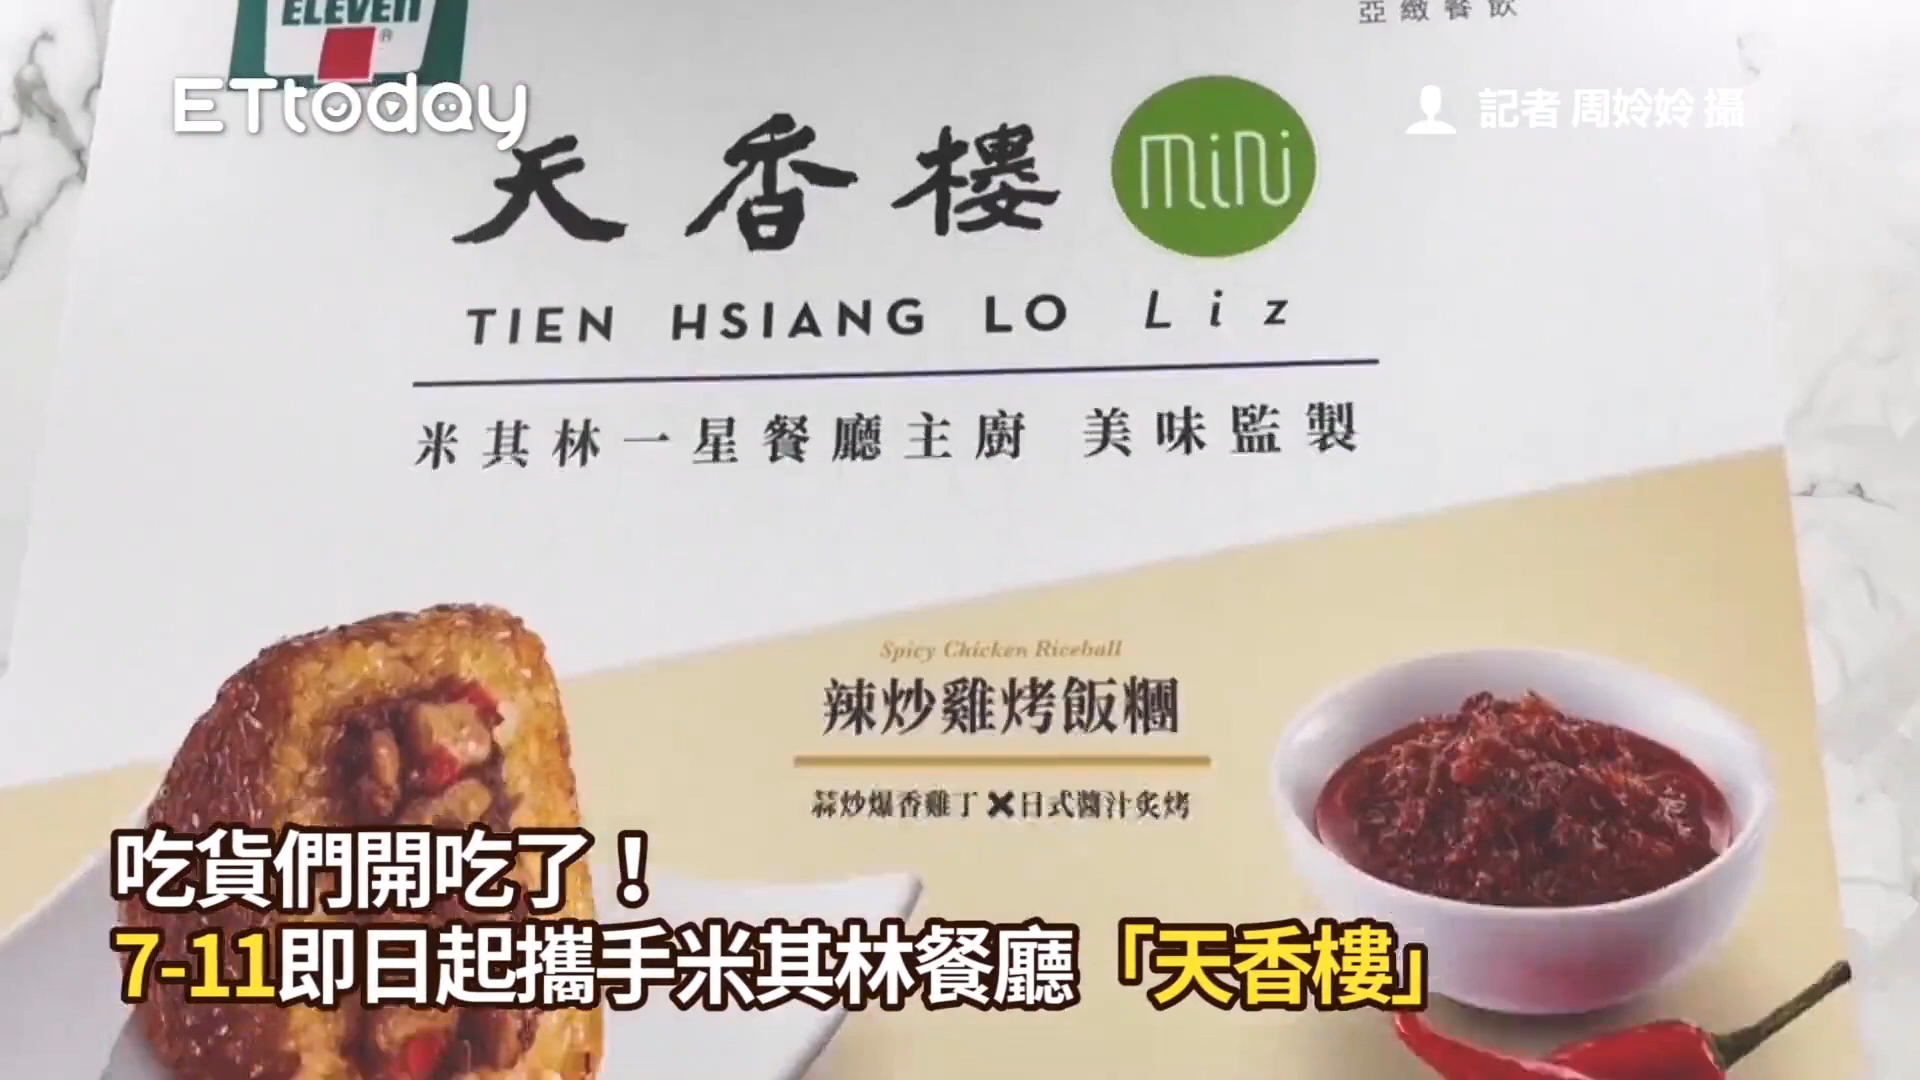 ELEVEN
®
亞緻餐飲
ETtoday
記者 周姈姈 攝
天香樓 mini
TIEN HSIANG LO Liz
米其林一星餐廳主廚 美味監製
Spicy Chicken Riceball
辣炒雞烤飯糰
蒜炒爆香雞丁✖日式醬汁炙烤
吃貨們開吃了！
7-11即日起攜手米其林餐廳「天香樓」